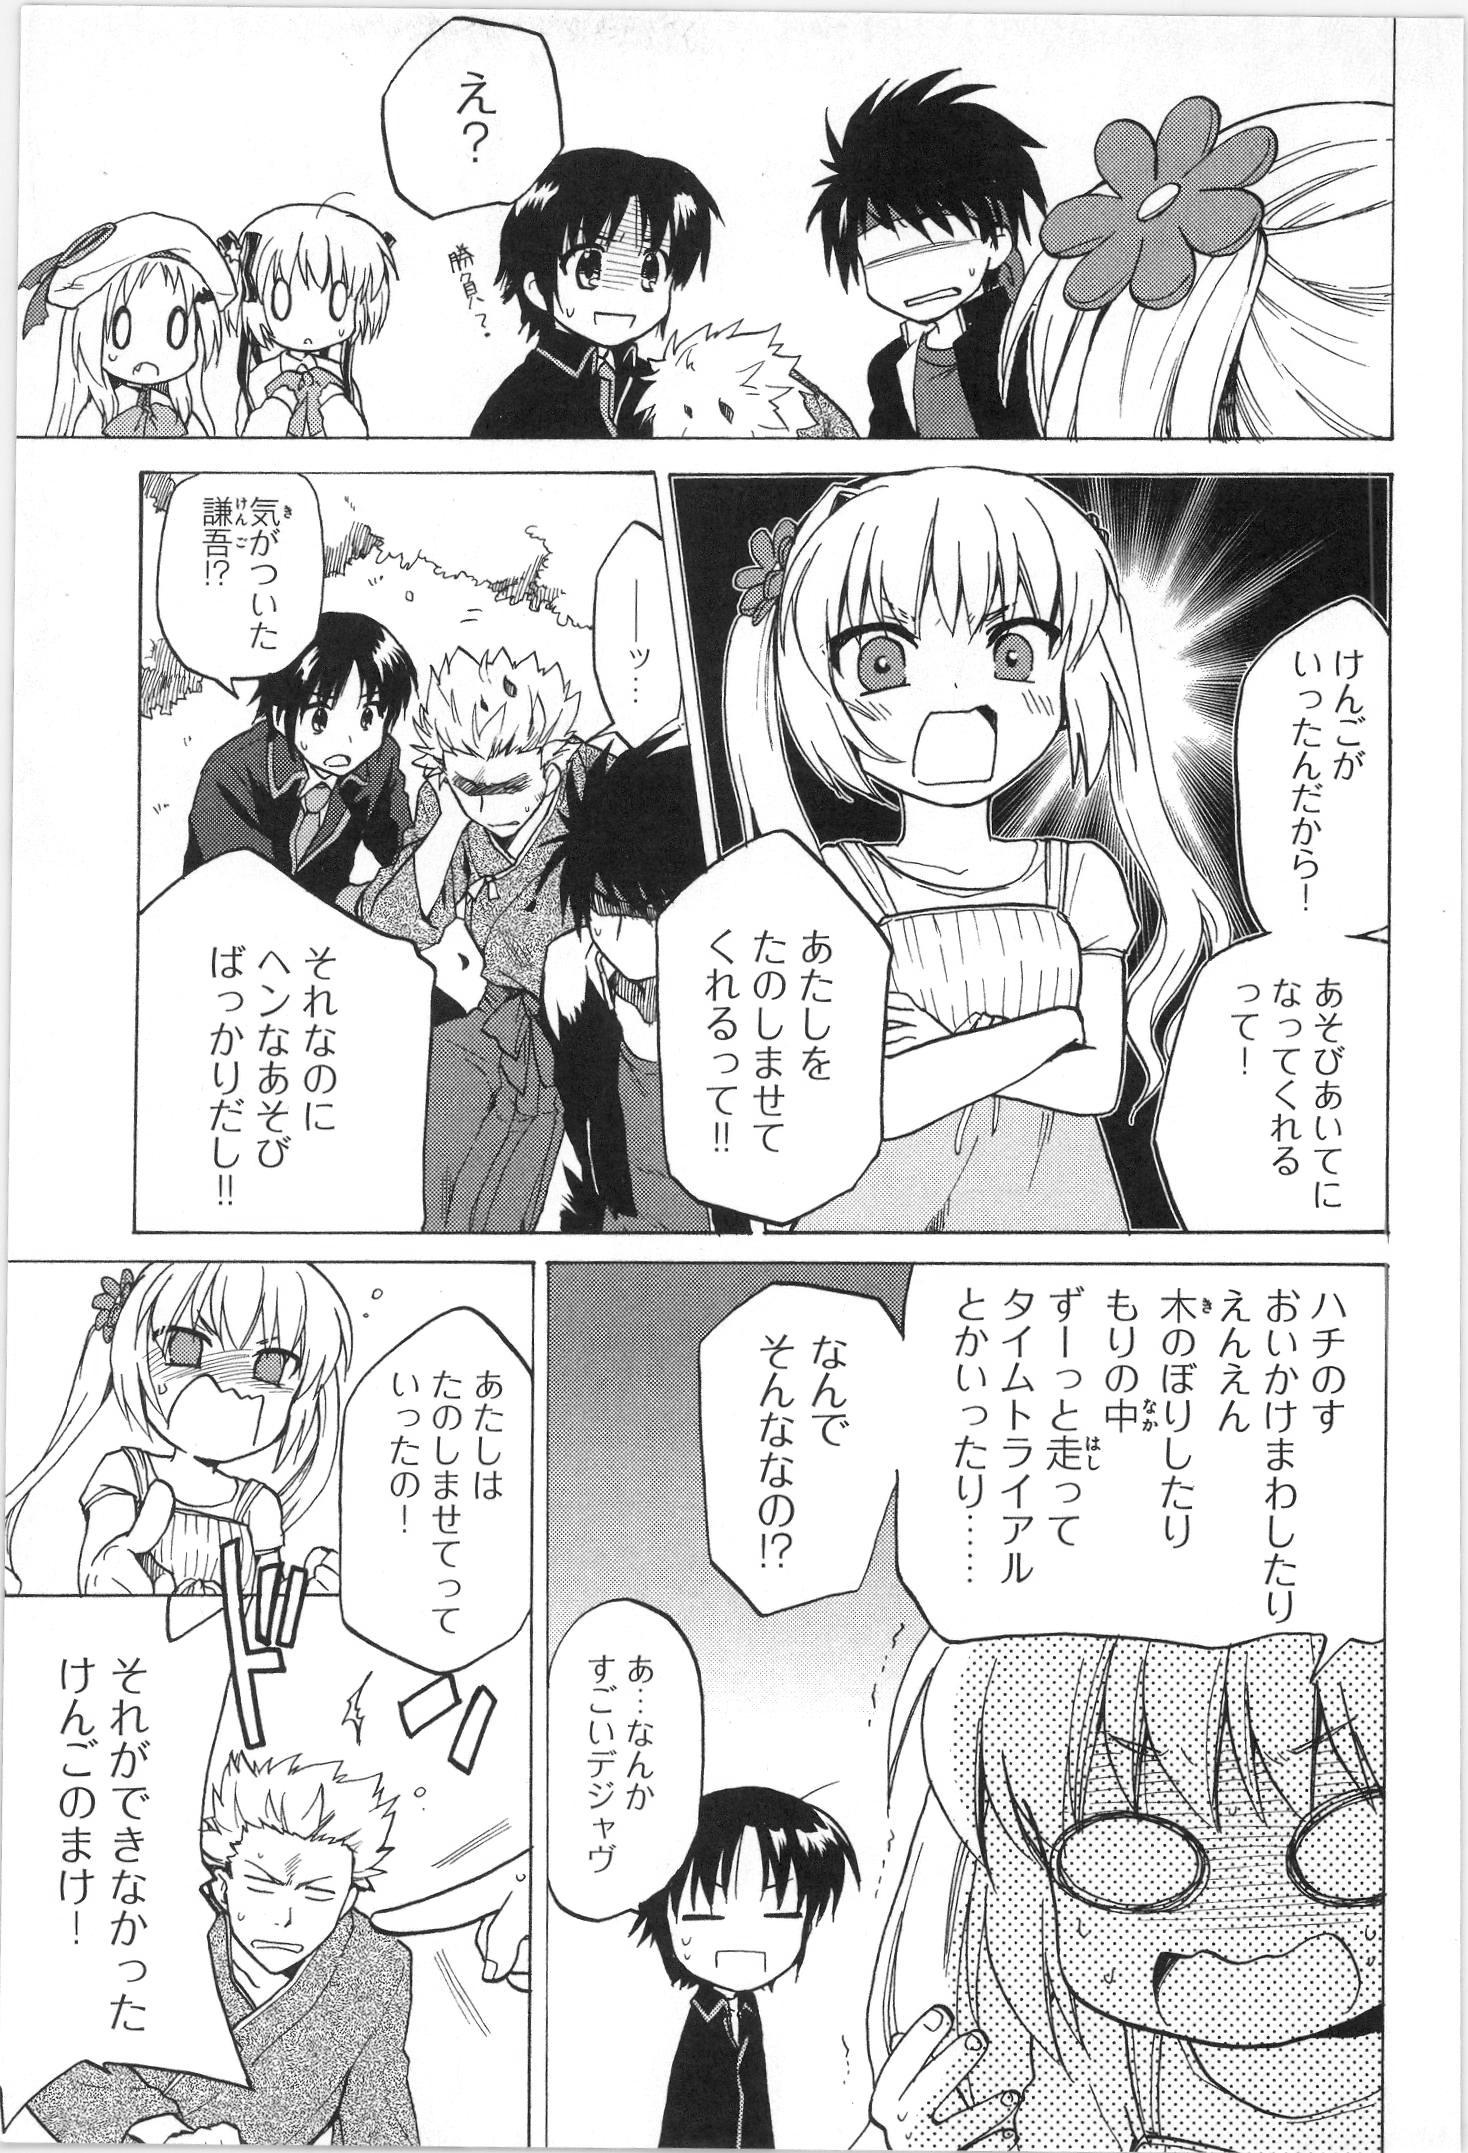 え？
勝負？
けんごが
いったんだから！
あそびあいてに
なってくれる
って！
あたしを
たのしませて
くれるって！！
ーッ…
気がついた
謙吾！？
それなのに
ヘンなあそび
ばっかりだし！！
ハチのす
おいかけまわしたり
えんえん
木のぼりしたり
もりの中
ずーっと走って
タイムトライアル
とかいったり……
なんで
そんななの！？
あ…なんか
すごいデジャヴ
あたしは
たのしませてって
いったの！
ドドーン
それができなかった
けんごのまけ！